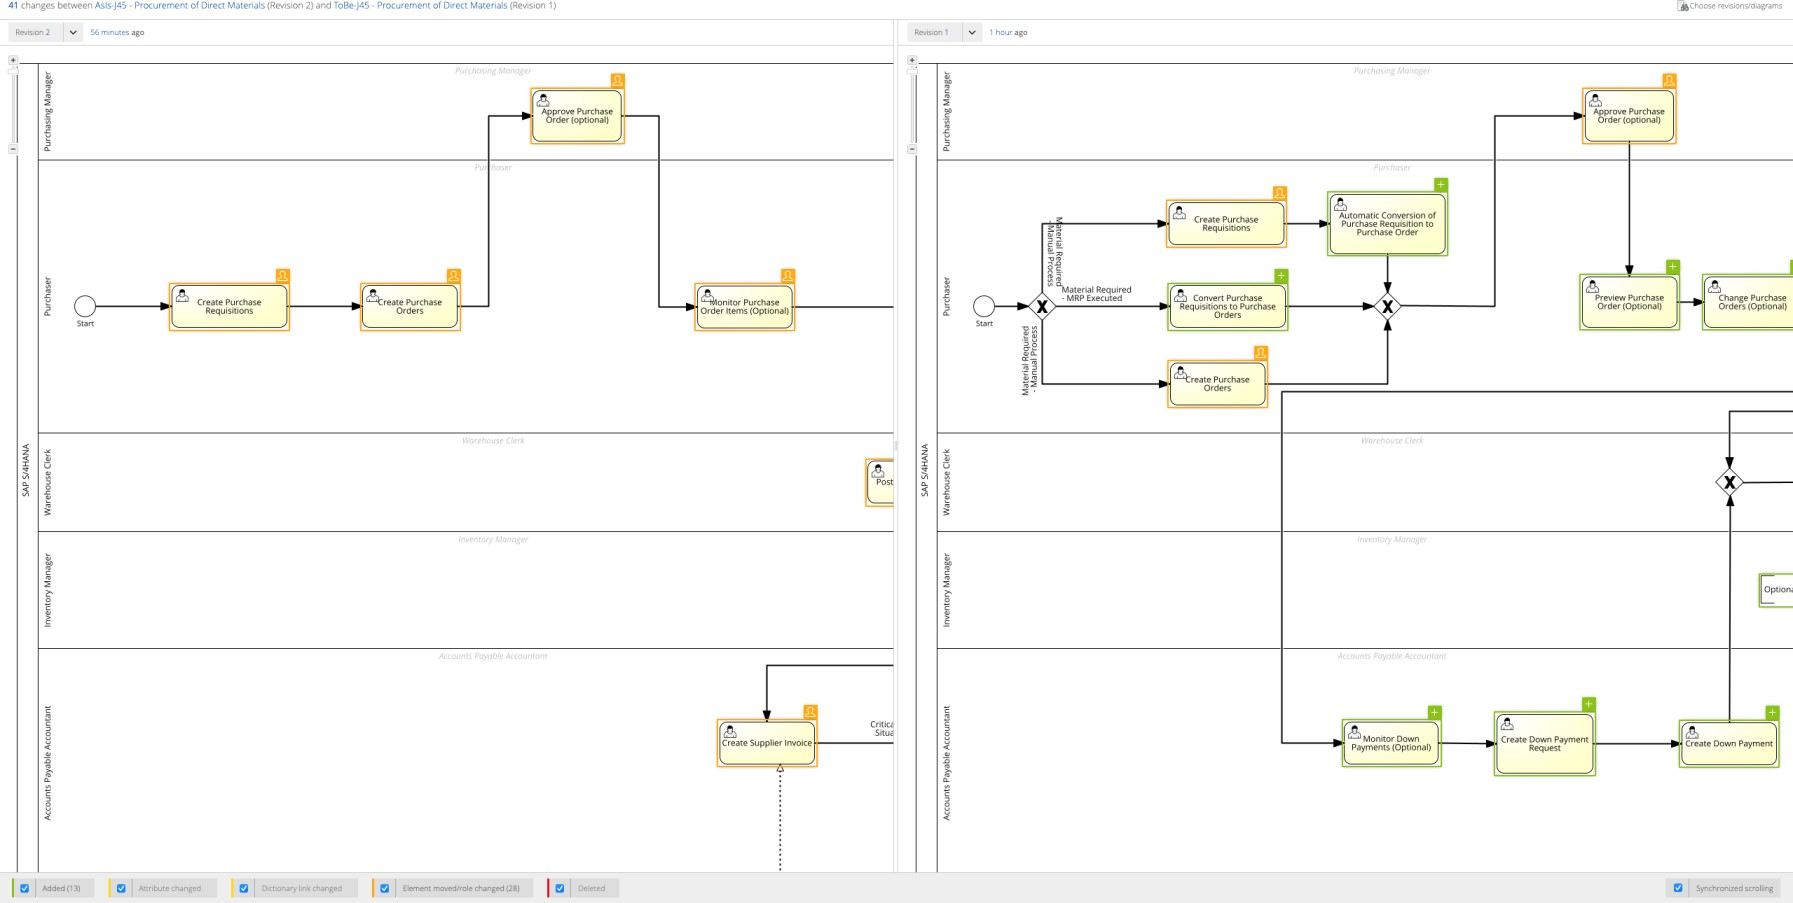 41 changes between AsIs-J45 - Procurement of Direct Materials (Revision 2) and ToBe-J45 - Procurement of Direct Materials (Revision 1)
Choose revisions/diagrams
Revision 2
56 minutes ago
Revision 1
1 hour ago
SAP S/4HANA
Purchasing Manager
Purchasing Manager
Approve Purchase
Order (optional)
Purchaser
Purchaser
Start
Create Purchase
Requisitions
Create Purchase
Orders
Monitor Purchase
Order Items (Optional)
Warehouse Clerk
Warehouse Clerk
Post
Inventory Manager
Inventory Manager
Accounts Payable Accountant
Accounts Payable Accountant
Create Supplier Invoice
Critica
Situa
SAP S/4HANA
Purchasing Manager
Purchasing Manager
Approve Purchase
Order (optional)
Purchaser
Purchaser
Start
X
Material Required
- Manual Process
Create Purchase
Requisitions
Automatic Conversion of
Purchase Requisition to
Purchase Order
Material Required
- MRP Executed
Convert Purchase
Requisitions to Purchase
Orders
X
Material Required
- Manual Process
Create Purchase
Orders
Preview Purchase
Order (Optional)
Change Purchase
Orders (Optional)
Warehouse Clerk
Warehouse Clerk
X
Inventory Manager
Inventory Manager
Optiona
Accounts Payable Accountant
Accounts Payable Accountant
Monitor Down
Payments (Optional)
Create Down Payment
Request
Create Down Payment
Added (13)
Attribute changed
Dictionary link changed
Element moved/role changed (28)
Deleted
Synchronized scrolling